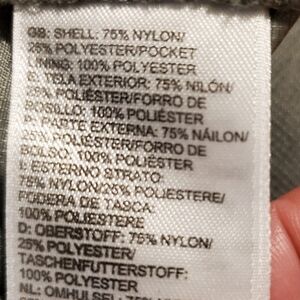 GB: SHELL: 75% NYLON/
25% POLYESTER/POCKET
LINING: 100% POLYESTER
E: TELA EXTERIOR: 75% NILÓN/
25% POLIÉSTER/FORRO DE
BOLSILLO: 100% POLIÉSTER
P: PARTE EXTERNA: 75% NÁILON/
25% POLIÉSTER/FORRO DE
BOLSO: 100% POLIÉSTER
I: ESTERNO STRATO:
75% NYLON/25% POLIESTERE/
FODERA DE TASCA:
100% POLIESTERE
D: OBERSTOFF: 75% NYLON/
25% POLYESTER/
TASCHENFUTTERSTOFF:
100% POLYESTER
NL: OMHULSEL: 75%